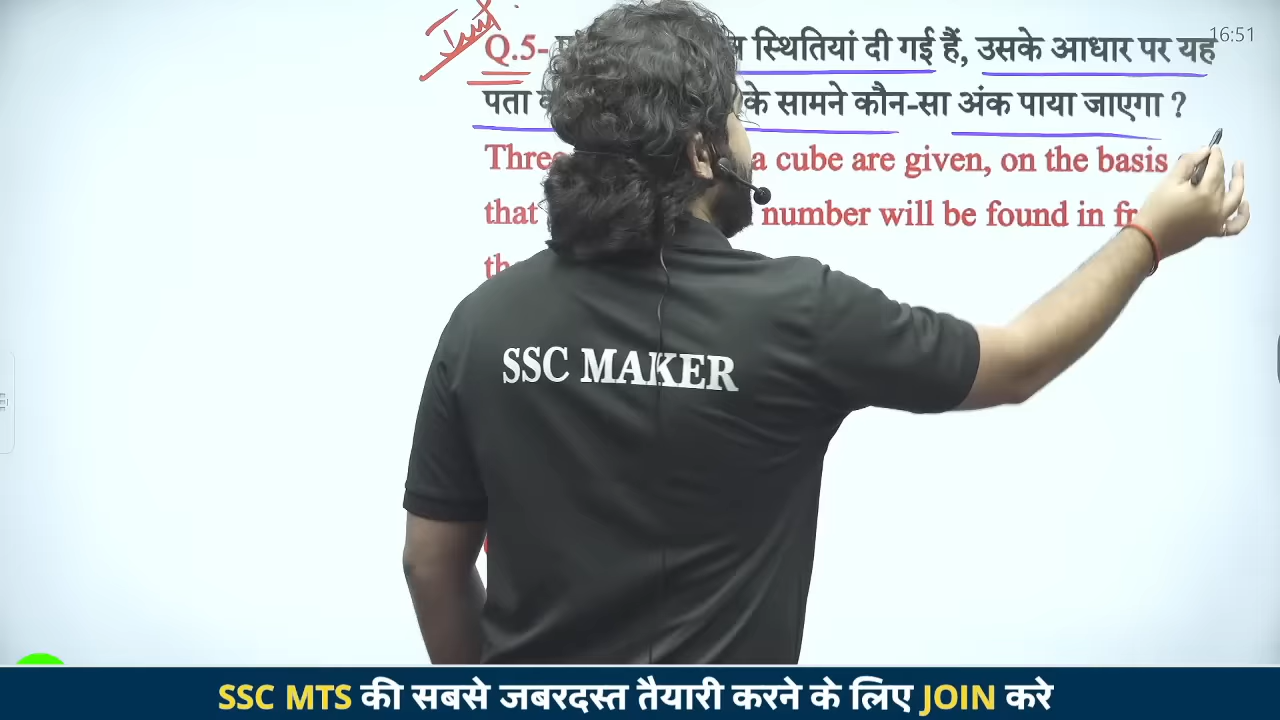 16:51
Q.5- स्थितियां दी गई हैं, उसके आधार पर यह
पता के सामने कौन-सा अंक पाया जाएगा ?
Three a cube are given, on the basis
that number will be found in
SSC MAKER
SSC MTS की सबसे जबरदस्त तैयारी करने के लिए JOIN करे